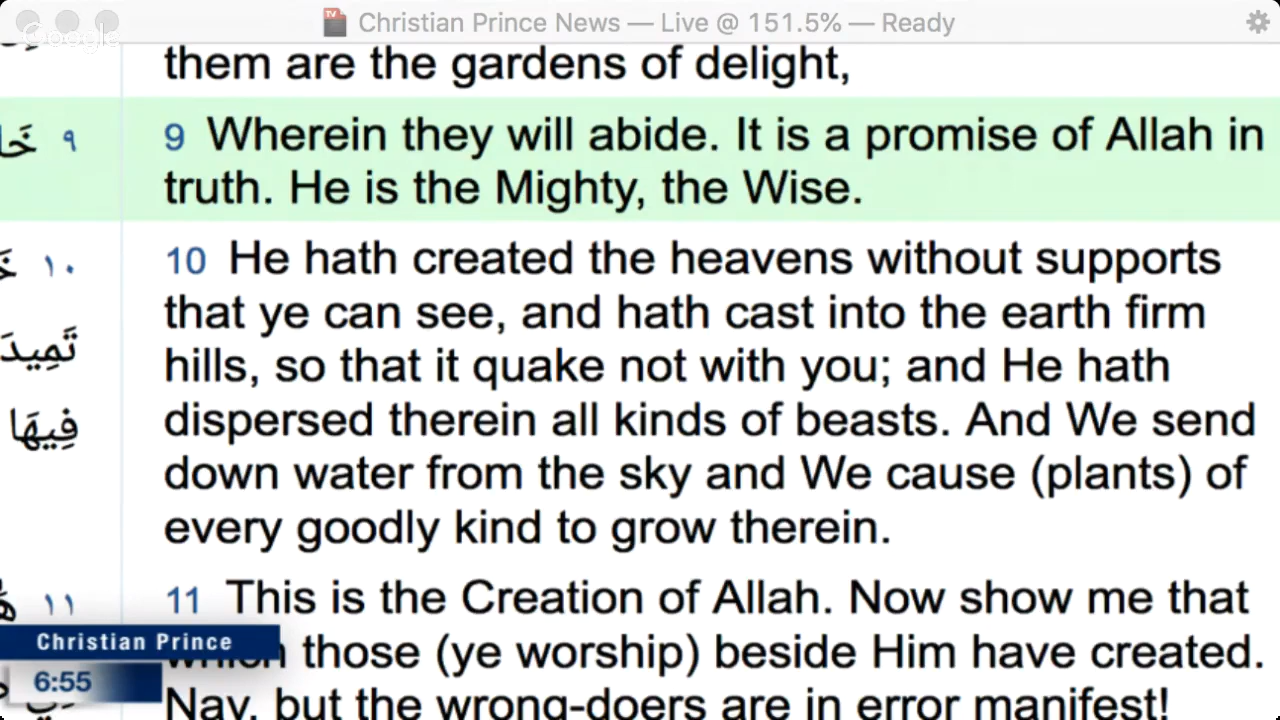 Christian Prince News — Live @ 151.5% — Ready
Google
them are the gardens of delight,
٩
9 Wherein they will abide. It is a promise of Allah in
truth. He is the Mighty, the Wise.
١٠
10 He hath created the heavens without supports
that ye can see, and hath cast into the earth firm
تَمِيدَ
hills, so that it quake not with you; and He hath
فِيهَا
dispersed therein all kinds of beasts. And We send
down water from the sky and We cause (plants) of
every goodly kind to grow therein.
١١
11 This is the Creation of Allah. Now show me that
Christian Prince
which those (ye worship) beside Him have created.
6:55
Nay, but the wrong-doers are in error manifest!